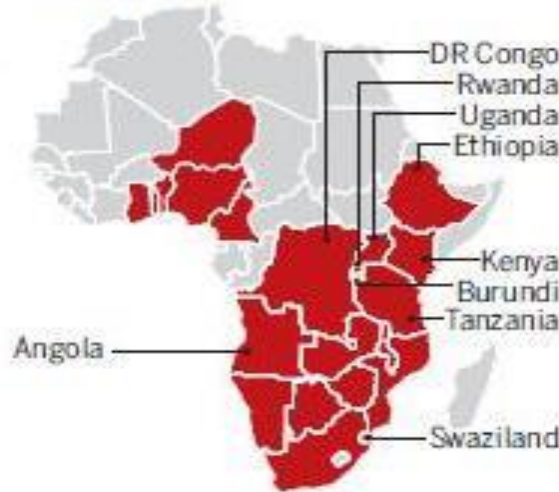 DR Congo
Rwanda
Uganda
Ethiopia
Kenya
Burundi
Tanzania
Angola
Swaziland